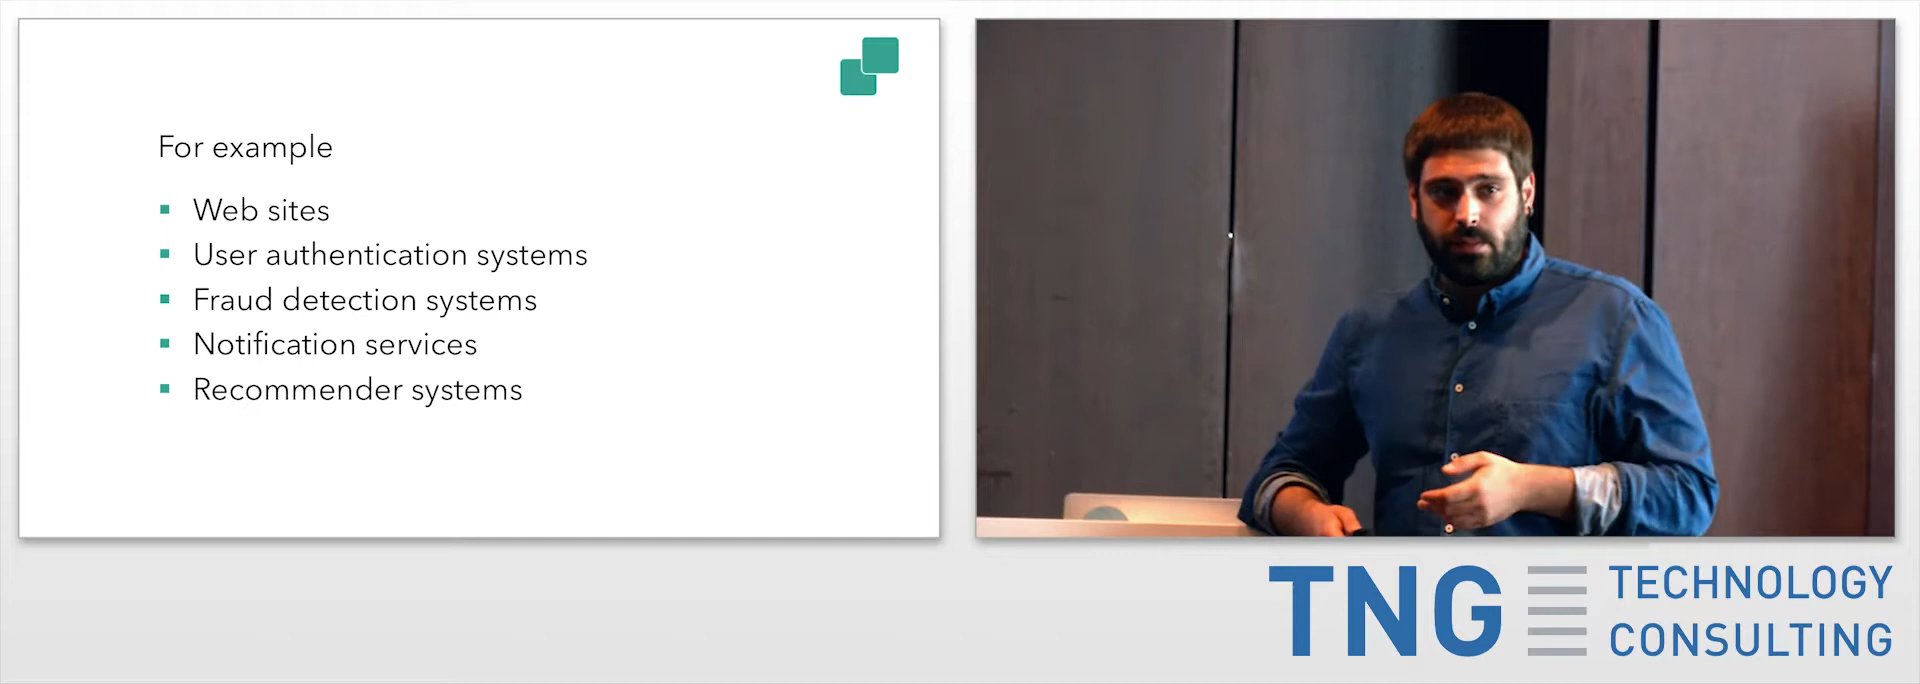 For example
Web sites
User authentication systems
Fraud detection systems
Notification services
Recommender systems
TNG TECHNOLOGY
CONSULTING